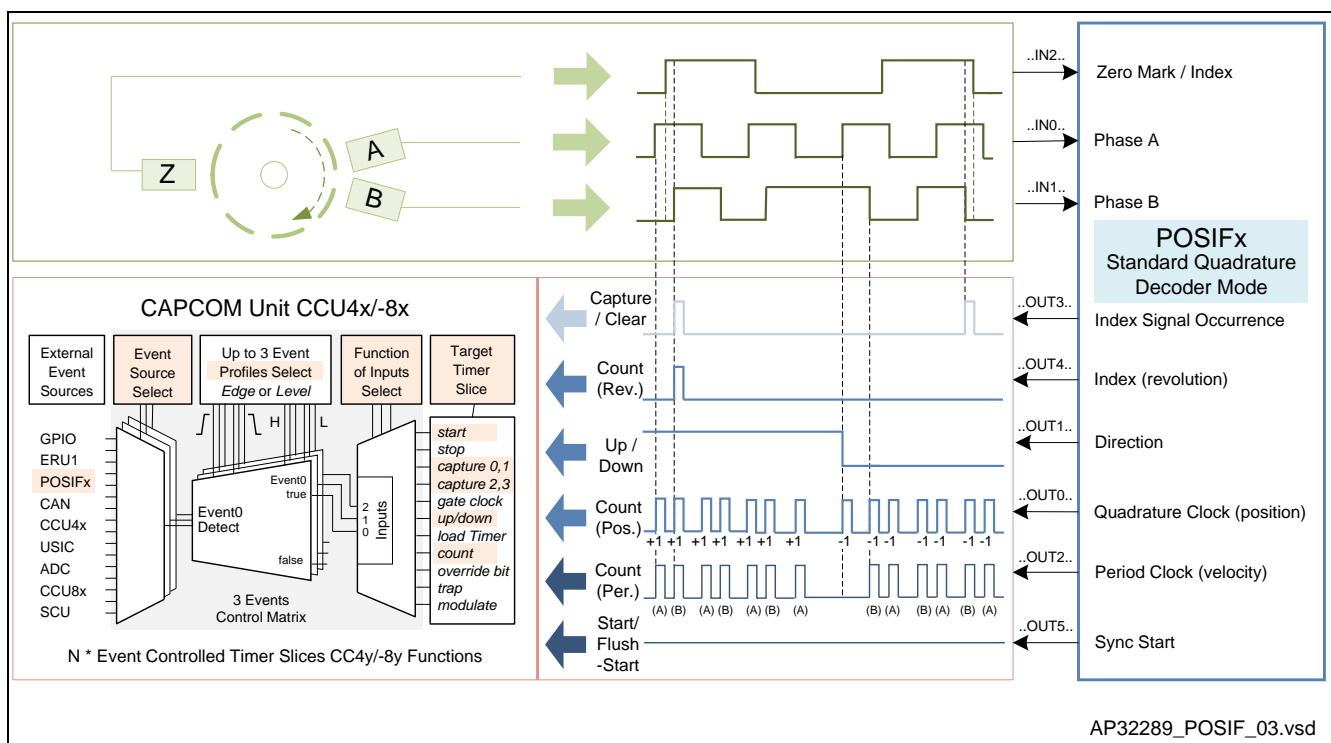 Z
A
B
..IN2..
Zero Mark / Index
..IN0..
Phase A
..IN1..
Phase B
POSIFx
Standard Quadrature
Decoder Mode
CAPCOM Unit CCU4x/-8x
External
Event
Sources
Event
Source
Select
Up to 3 Event
Profiles Select
Edge or Level
Function
of Inputs
Select
Target
Timer
Slice
H
L
GPIO
ERU1
POSIFx
CAN
CCU4x
USIC
ADC
CCU8x
SCU
Event0
Detect
Event0
true
false
2
1
0
Inputs
start
stop
capture 0,1
capture 2,3
gate clock
up/down
load Timer
count
override bit
trap
modulate
3 Events
Control Matrix
N * Event Controlled Timer Slices CC4y/-8y Functions
Capture
/ Clear
..OUT3..
Index Signal Occurrence
Count
(Rev.)
..OUT4..
Index (revolution)
Up /
Down
..OUT1..
Direction
Count
(Pos.)
+1 +1 +1 +1 +1 +1 +1 -1 -1 -1 -1 -1 -1 -1
..OUT0..
Quadrature Clock (position)
Count
(Per.)
(A) (B) (A) (B) (A) (B) (A) (B) (A) (B) (A) (B) (A)
..OUT2..
Period Clock (velocity)
Start/
Flush
-Start
..OUT5..
Sync Start
AP32289_POSIF_03.vsd